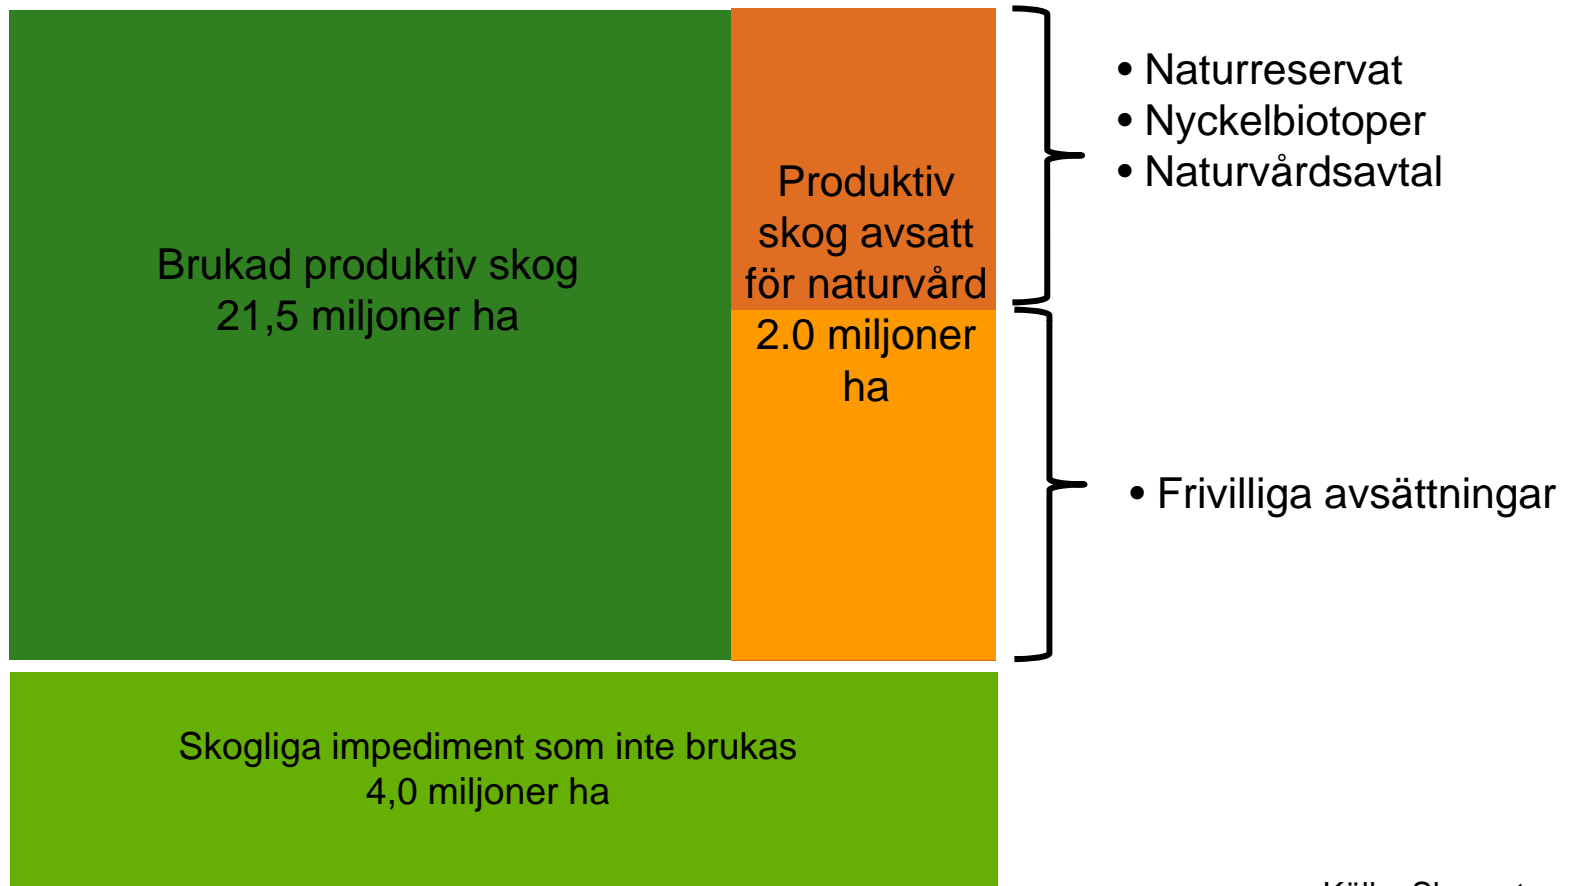 • Naturreservat
• Nyckelbiotoper
• Naturvårdsavtal
Produktiv
skog avsatt
för naturvård
2.0 miljoner
ha
Brukad produktiv skog
21,5 miljoner ha
• Frivilliga avsättningar
Skogliga impediment som inte brukas
4,0 miljoner ha